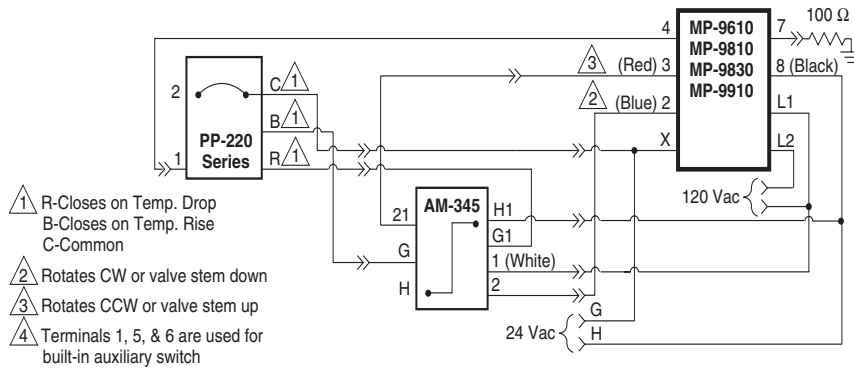 100 Ω
4 MP-9610 7
MP-9810
MP-9830
MP-9910
3 (Red) 3 8 (Black)
2 (Blue) 2 L1
X L2
120 Vac
2 C 1
B 1
PP-220
Series
1 R 1
AM-345
21 H1
G1
G 1 (White)
H 2
G
24 Vac
H
1 R-Closes on Temp. Drop
B-Closes on Temp. Rise
C-Common
2 Rotates CW or valve stem down
3 Rotates CCW or valve stem up
4 Terminals 1, 5, & 6 are used for
built-in auxiliary switch